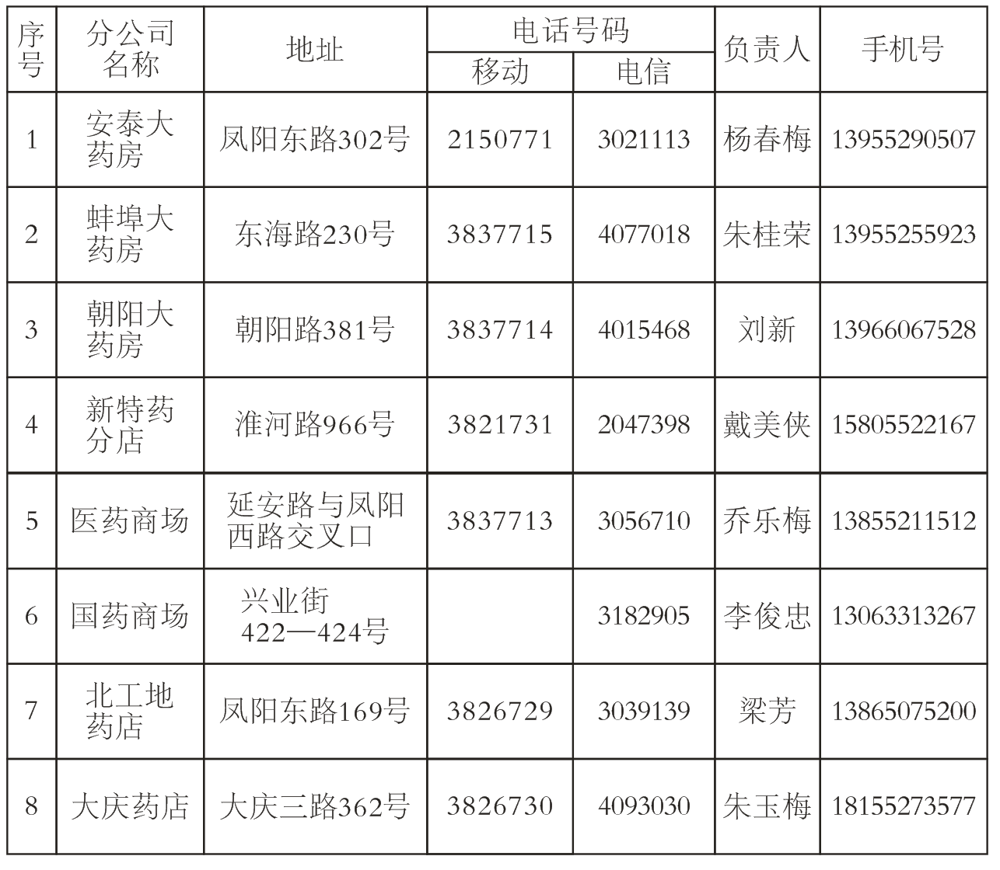 序号 分公司名称 地址 电话号码 负责人 手机号
移动 电信
1 安泰大药房 凤阳东路302号 2150771 3021113 杨春梅 13955290507
2 蚌埠大药房 东海路230号 3837715 4077018 朱桂荣 13955255923
3 朝阳大药房 朝阳路381号 3837714 4015468 刘新 13966067528
4 新特药分店 淮河路966号 3821731 2047398 戴美侠 15805522167
5 医药商场 延安路与凤阳西路交叉口 3837713 3056710 乔乐梅 13855211512
6 国药商场 兴业街422—424号 3182905 李俊忠 13063313267
7 北工地药店 凤阳东路169号 3826729 3039139 梁芳 13865075200
8 大庆药店 大庆三路362号 3826730 4093030 朱玉梅 18155273577